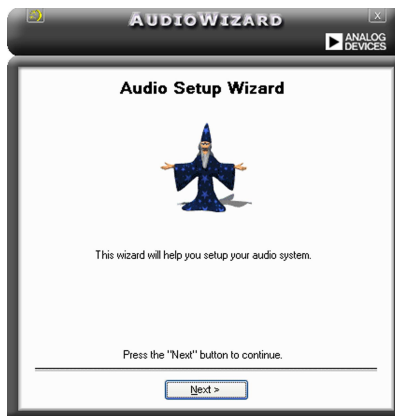 AUDIOWIZARD
X
ANALOG
DEVICES
Audio Setup Wizard
This wizard will help you setup your audio system.
Press the "Next" button to continue.
Next >